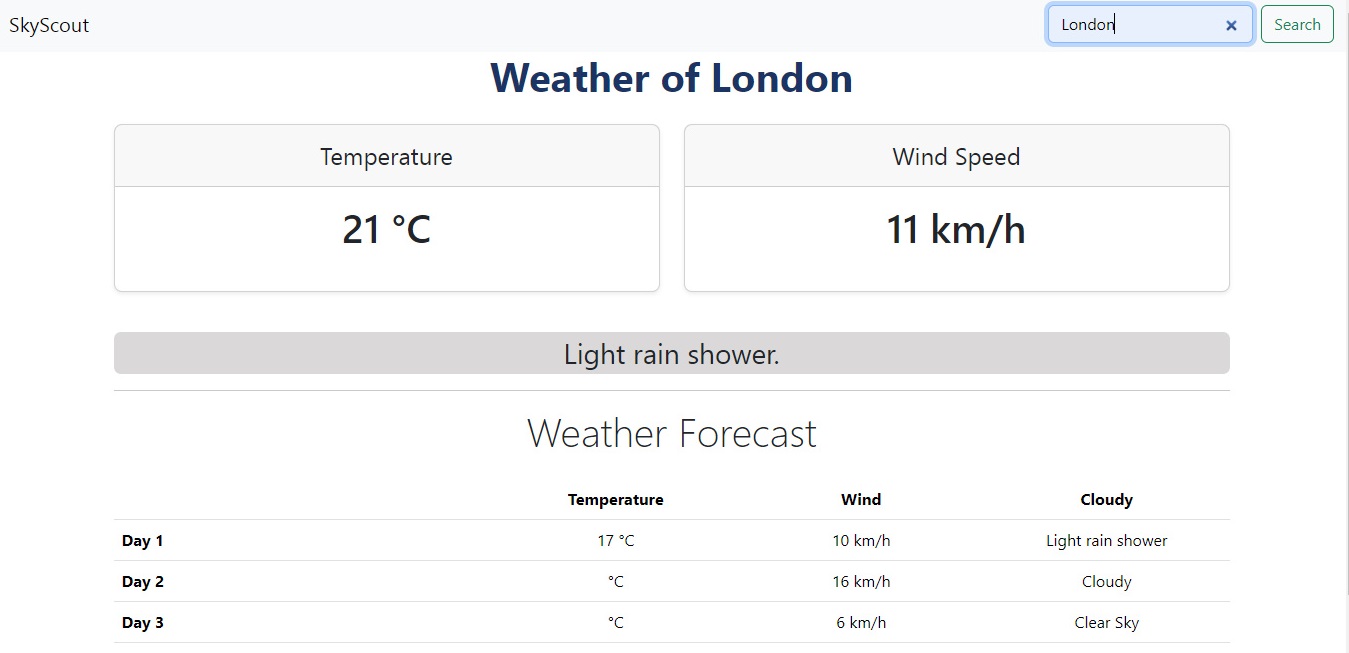 SkyScout London × Search
Weather of London
Temperature Wind Speed
21 °C 11 km/h
Light rain shower.
Weather Forecast
Temperature Wind Cloudy
Day 1 17 °C 10 km/h Light rain shower
Day 2 °C 16 km/h Cloudy
Day 3 °C 6 km/h Clear Sky